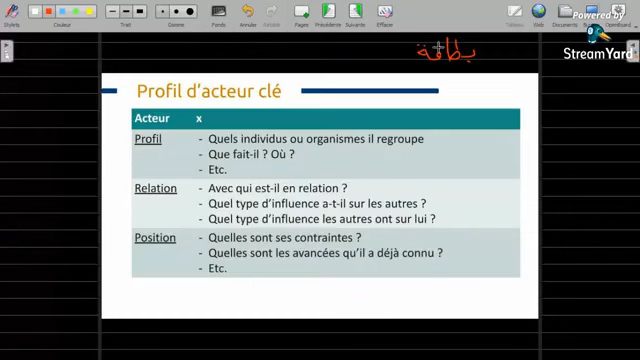 Stylets
Trait
Gomme
Fonds
Annuler
Refaire
Pages
Précédente
Suivante
Effacer
Tableau
Web
Documents
OpenBoard
Powered by
StreamYard
بطاقة
Profil d'acteur clé
Acteur x
Profil - Quels individus ou organismes il regroupe
- Que fait-il ? Où ?
- Etc.
Relation - Avec qui est-il en relation ?
- Quel type d'influence a-t-il sur les autres ?
- Quel type d'influence les autres ont sur lui ?
Position - Quelles sont ses contraintes ?
- Quelles sont les avancées qu'il a déjà connu ?
- Etc.